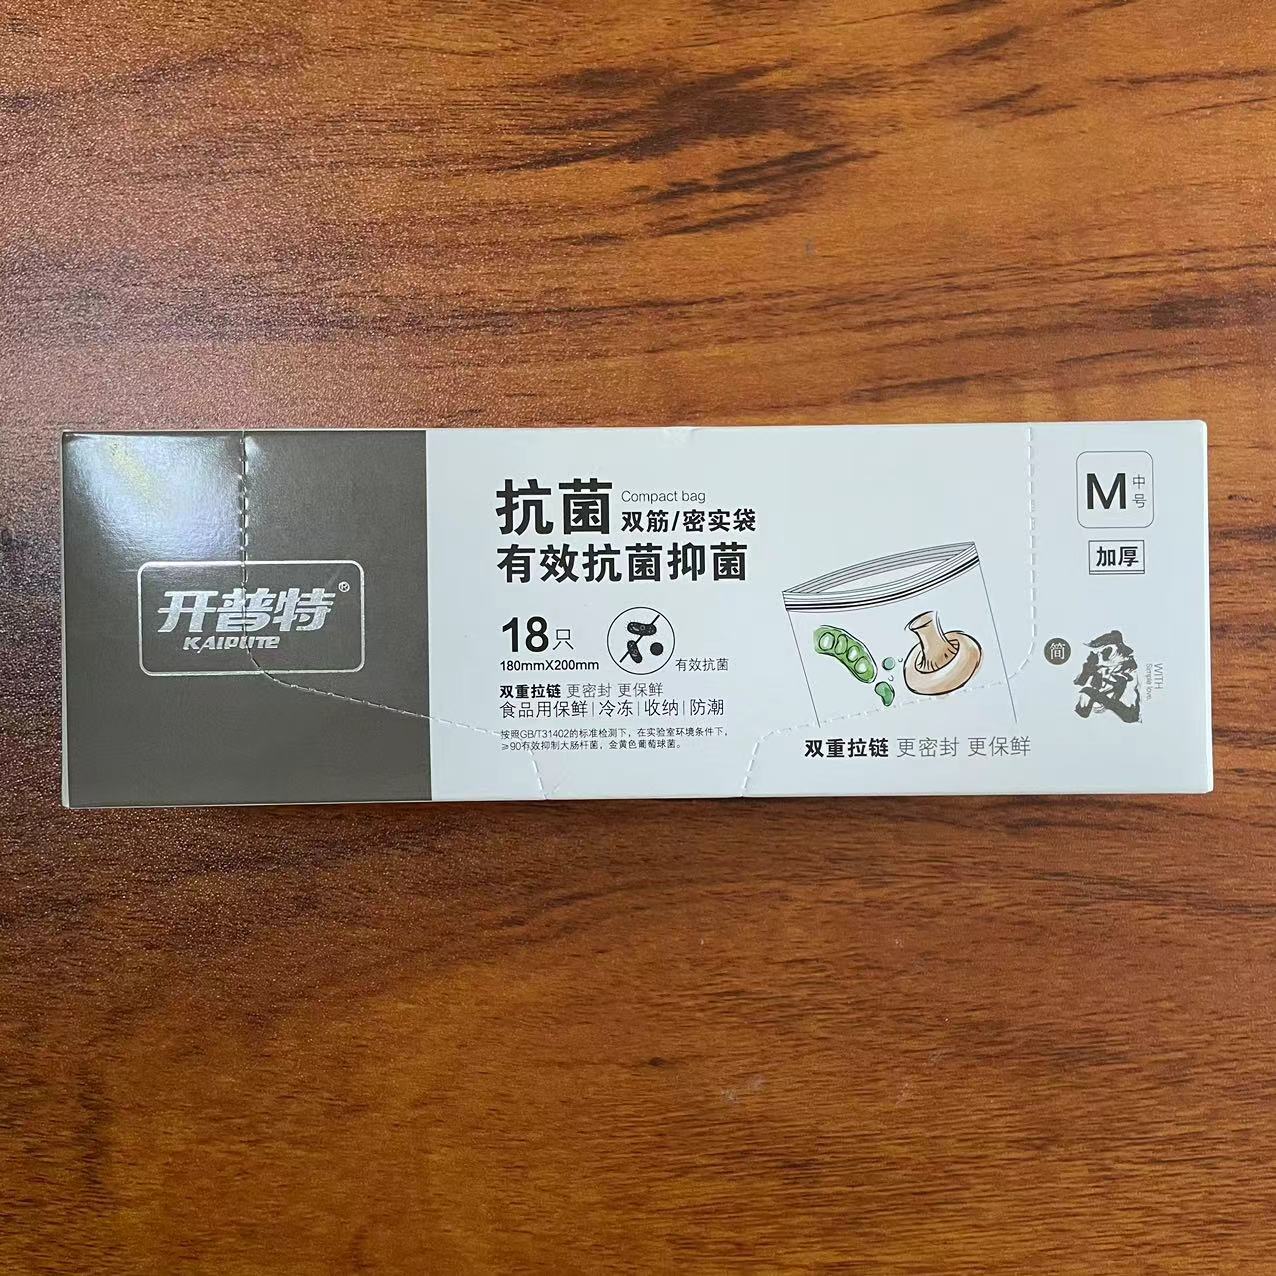 开普特®
KAIPUTE
抗菌
Compact bag
双筋/密实袋
有效抗菌抑菌
18只
180mmX200mm
有效抗菌
双重拉链 更密封 更保鲜
食品用保鲜|冷冻|收纳|防潮
按照GB/T31402的标准检测下，在实验室环境条件下，
≥90有效抑制大肠杆菌，金黄色葡萄球菌。
双重拉链 更密封 更保鲜
M 中号
加厚
简
愛
WITH
Simple love